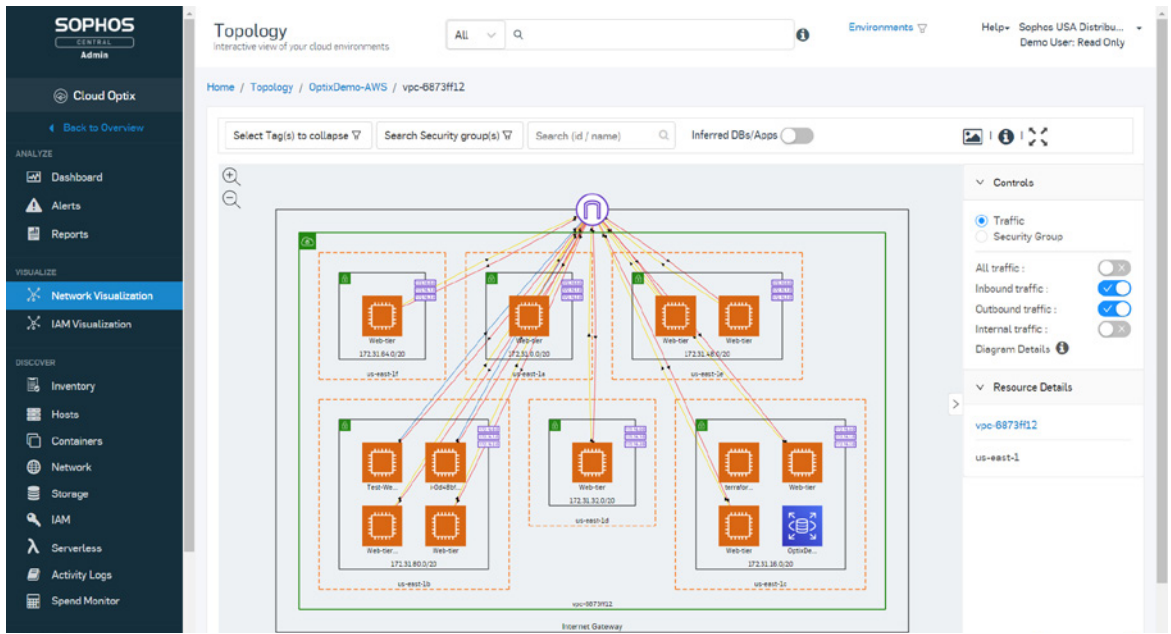 SOPHOS
CENTRAL
Admin
Cloud Optix
Back to Overview
ANALYZE
Dashboard
Alerts
Reports
VISUALIZE
Network Visualization
IAM Visualization
DISCOVER
Inventory
Hosts
Containers
Network
Storage
IAM
Serverless
Activity Logs
Spend Monitor
Topology
Interactive view of your cloud environments
All
Environments
Help
Sophos USA Distribu...
Demo User: Read Only
Home / Topology / OptixDemo-AWS / vpc-6873ff12
Select Tag(s) to collapse
Search Security group(s)
Search (id / name)
Inferred DBs/Apps
Web-tier
172.31.64.0/20
us-east-1f
Web-tier
172.31.0.0/20
us-east-1a
Web-tier
Web-tier
172.31.48.0/20
us-east-1e
Test-We...
Web-tier...
Web-tier
172.31.80.0/20
us-east-1b
Web-tier
172.31.32.0/20
us-east-1d
terrafor...
Web-tier
Web-tier
OptixDe...
172.31.16.0/20
us-east-1c
vpc-6873ff12
Internet Gateway
Controls
Traffic
Security Group
All traffic :
Inbound traffic :
Outbound traffic :
Internal traffic :
Diagram Details
Resource Details
vpc-6873ff12
us-east-1